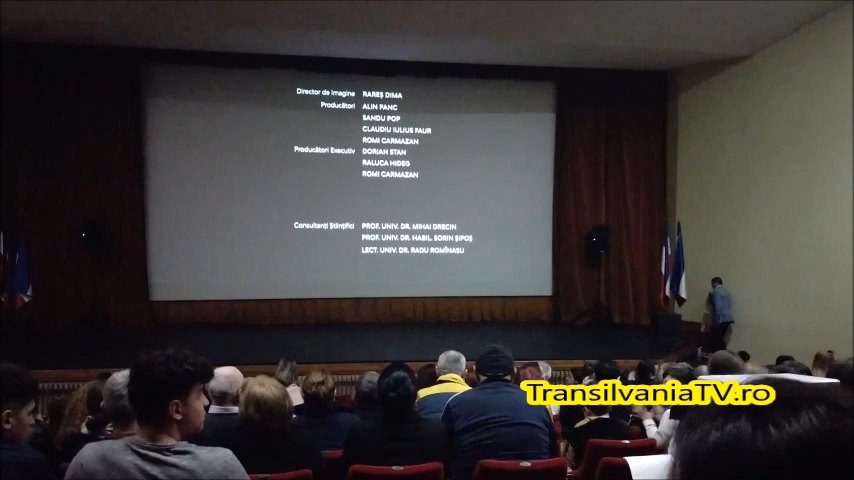 Director de Imagine RAREȘ DIMA
Producători ALIN PANC
SANDU POP
CLAUDIU IULIUS FAUR
ROMI CARMAZAN
Producători Executiv DORIAN STAN
RALUCA HIDEG
ROMI CARMAZAN
Consultanți Științifici PROF. UNIV. DR. MIHAI DRECIN
PROF. UNIV. DR. HABIL. SORIN ȘIPOȘ
LECT. UNIV. DR. RADU ROMÎNAȘU
TransilvaniaTV.ro